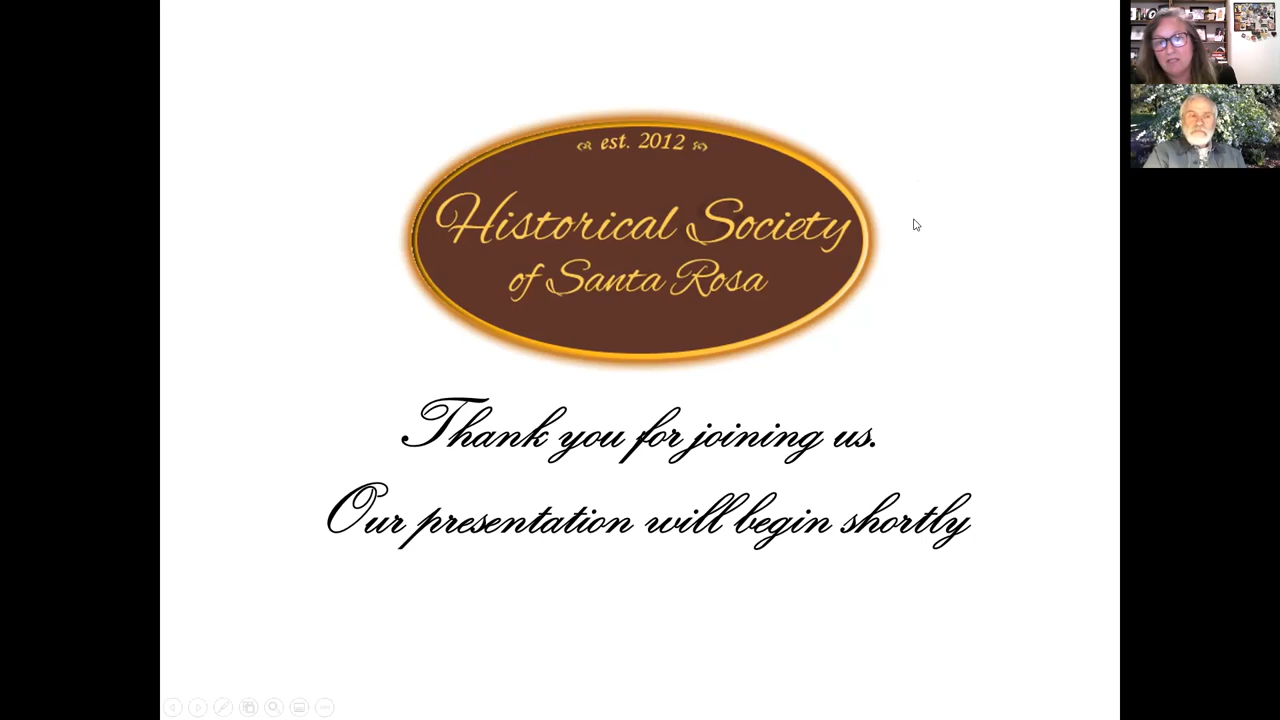 est. 2012
Historical Society
of Santa Rosa
Thank you for joining us.
Our presentation will begin shortly